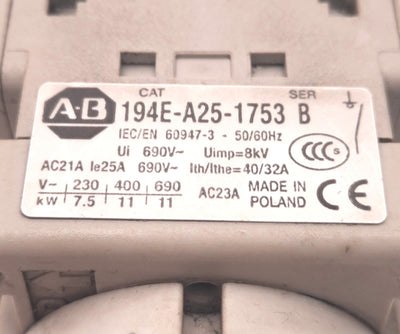 CAT SER
A-B 194E-A25-1753 B
IEC/EN 60947-3 - 50/60Hz
Ui 690V~ Uimp=8kV
AC21A Ie25A 690V~ Ith/Ithe=40/32A
V~ 230 400 690
kW 7.5 11 11
AC23A MADE IN
POLAND
CCC S
CE